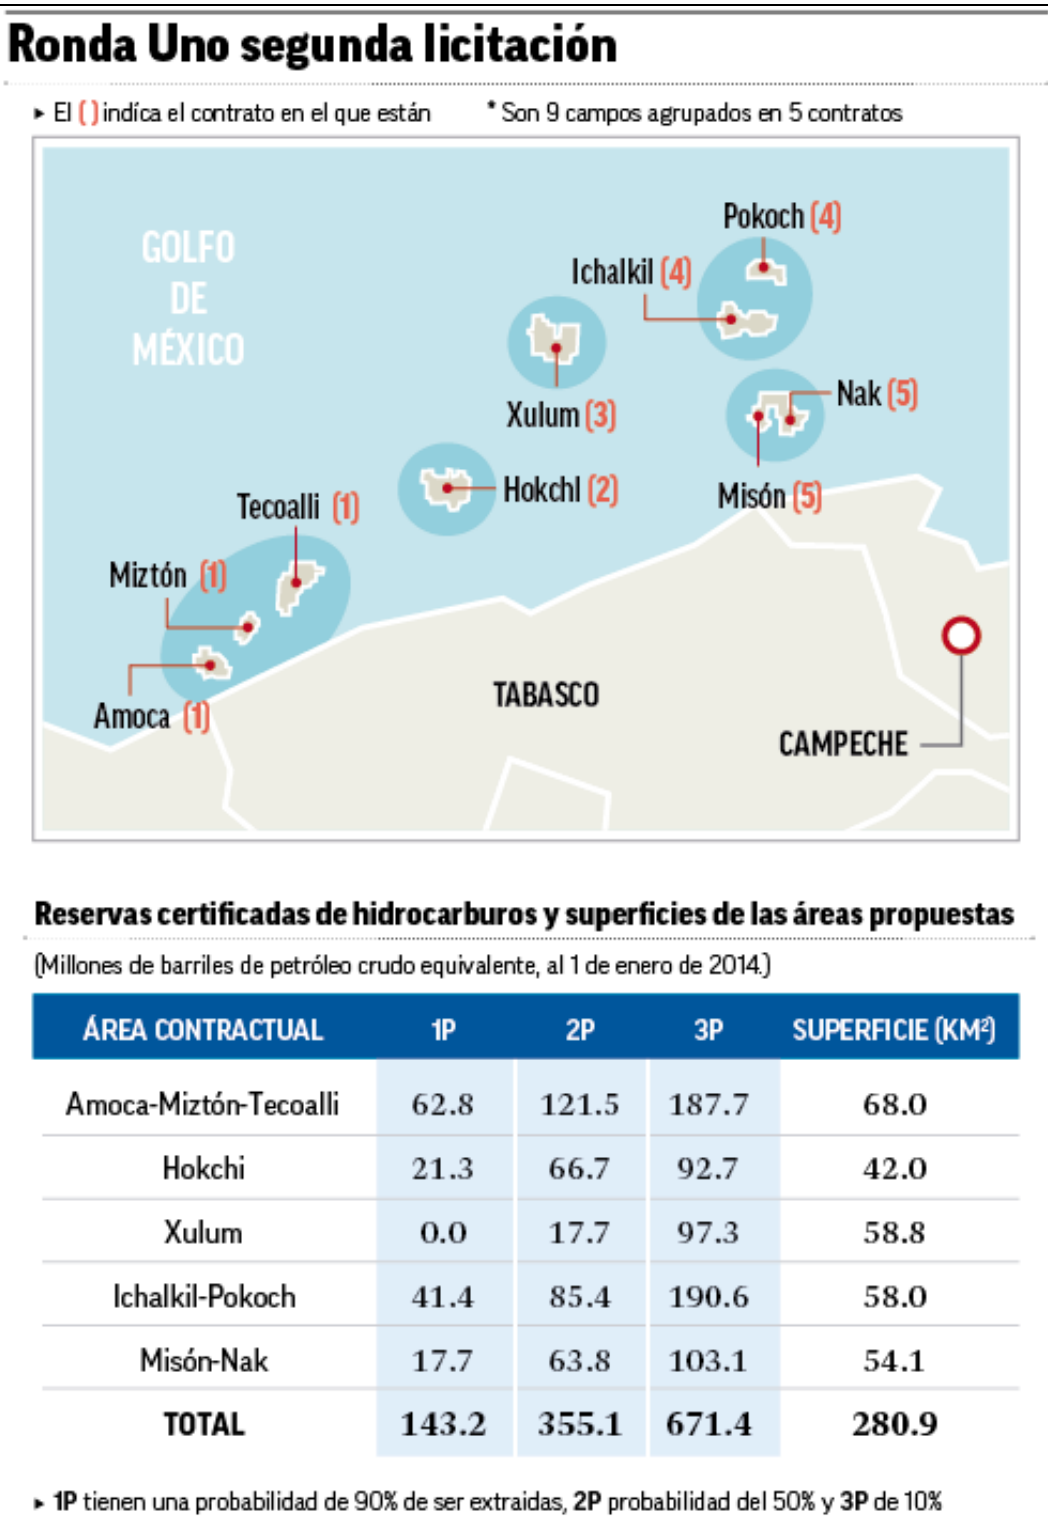 Ronda Uno segunda licitación
▸ El ( ) indíca el contrato en el que están
* Son 9 campos agrupados en 5 contratos
GOLFO
DE
MÉXICO
Pokoch (4)
Ichalkil (4)
Xulum (3)
Nak (5)
Misón (5)
Hokchl (2)
Tecoalli (1)
Miztón (1)
Amoca (1)
TABASCO
CAMPECHE
Reservas certificadas de hidrocarburos y superficies de las áreas propuestas
(Millones de barriles de petróleo crudo equivalente, al 1 de enero de 2014.)
ÁREA CONTRACTUAL 1P 2P 3P SUPERFICIE (KM²)
Amoca-Miztón-Tecoalli 62.8 121.5 187.7 68.0
Hokchi 21.3 66.7 92.7 42.0
Xulum 0.0 17.7 97.3 58.8
Ichalkil-Pokoch 41.4 85.4 190.6 58.0
Misón-Nak 17.7 63.8 103.1 54.1
TOTAL 143.2 355.1 671.4 280.9
▸ 1P tienen una probabilidad de 90% de ser extraidas, 2P probabilidad del 50% y 3P de 10%